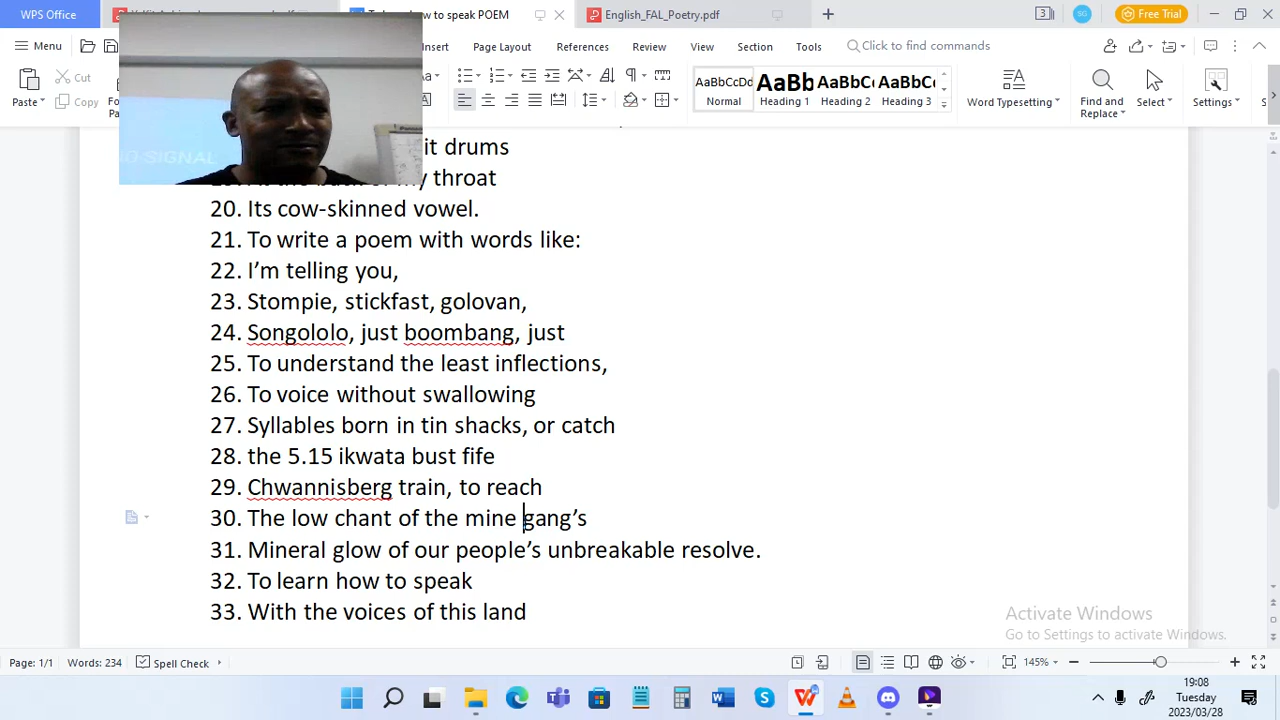 WPS Office
how to speak POEM
English_FAL_Poetry.pdf
Free Trial
Menu
Insert
Page Layout
References
Review
View
Section
Tools
Click to find commands
Paste
Cut
Copy
AaBbCcDd
Normal
AaBb
Heading 1
AaBbC
Heading 2
AaBbC
Heading 3
Word Typesetting
Find and Replace
Select
Settings
NO SIGNAL
it drums
my throat
20. Its cow-skinned vowel.
21. To write a poem with words like:
22. I'm telling you,
23. Stompie, stickfast, golovan,
24. Songololo, just boombang, just
25. To understand the least inflections,
26. To voice without swallowing
27. Syllables born in tin shacks, or catch
28. the 5.15 ikwata bust fife
29. Chwannisberg train, to reach
30. The low chant of the mine gang's
31. Mineral glow of our people's unbreakable resolve.
32. To learn how to speak
33. With the voices of this land
Activate Windows
Go to Settings to activate Windows.
Page: 1/1
Words: 234
Spell Check
145%
19:08
Tuesday
2023/03/28